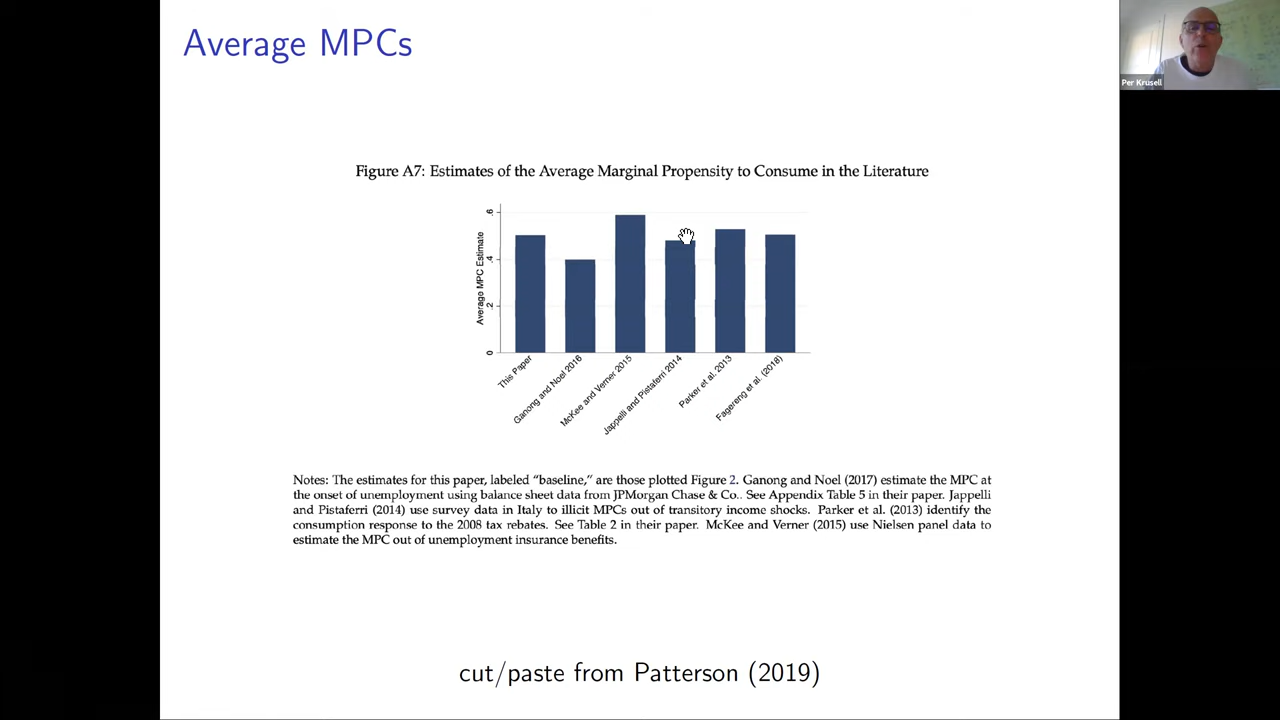 Average MPCs
Per Krusell
Figure A7: Estimates of the Average Marginal Propensity to Consume in the Literature
Average MPC Estimate
.6
.4
.2
0
This Paper
Ganong and Noel 2016
McKee and Verner 2015
Jappelli and Pistaferri 2014
Parker et al. 2013
Fagereng et al. (2018)
Notes: The estimates for this paper, labeled “baseline,” are those plotted Figure 2. Ganong and Noel (2017) estimate the MPC at
the onset of unemployment using balance sheet data from JPMorgan Chase & Co.. See Appendix Table 5 in their paper. Jappelli
and Pistaferri (2014) use survey data in Italy to illicit MPCs out of transitory income shocks. Parker et al. (2013) identify the
consumption response to the 2008 tax rebates. See Table 2 in their paper. McKee and Verner (2015) use Nielsen panel data to
estimate the MPC out of unemployment insurance benefits.
cut/paste from Patterson (2019)